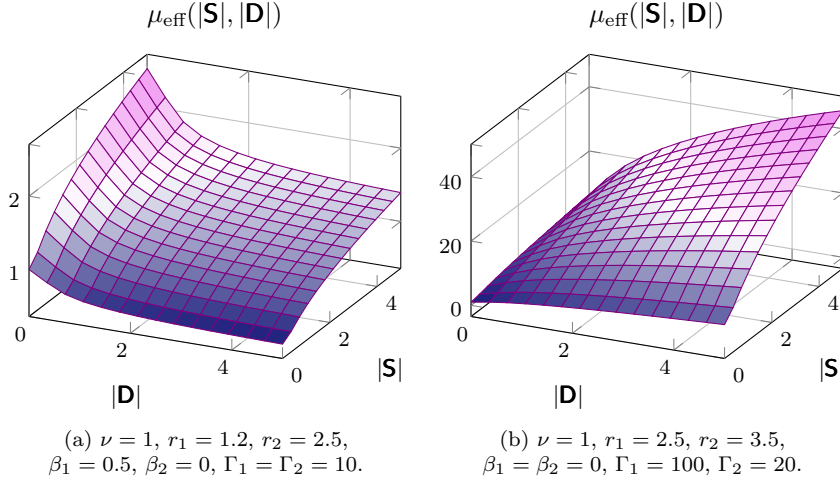 μ_eff(|S|, |D|)
2
1
0
2
4
|D|
0
2
4
|S|
(a) ν = 1, r₁ = 1.2, r₂ = 2.5,
β₁ = 0.5, β₂ = 0, Γ₁ = Γ₂ = 10.
μ_eff(|S|, |D|)
40
20
0
0
2
4
|D|
0
2
4
|S
(b) ν = 1, r₁ = 2.5, r₂ = 3.5,
β₁ = β₂ = 0, Γ₁ = 100, Γ₂ = 20.